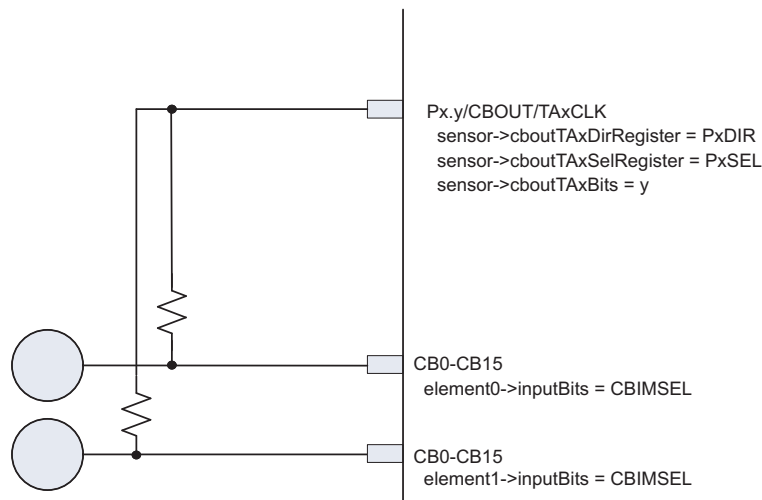 Px.y/CBOUT/TAxCLK
sensor->cboutTAxDirRegister = PxDIR
sensor->cboutTAxSelRegister = PxSEL
sensor->cboutTAxBits = y
CB0-CB15
element0->inputBits = CBIMSEL
CB0-CB15
element1->inputBits = CBIMSEL